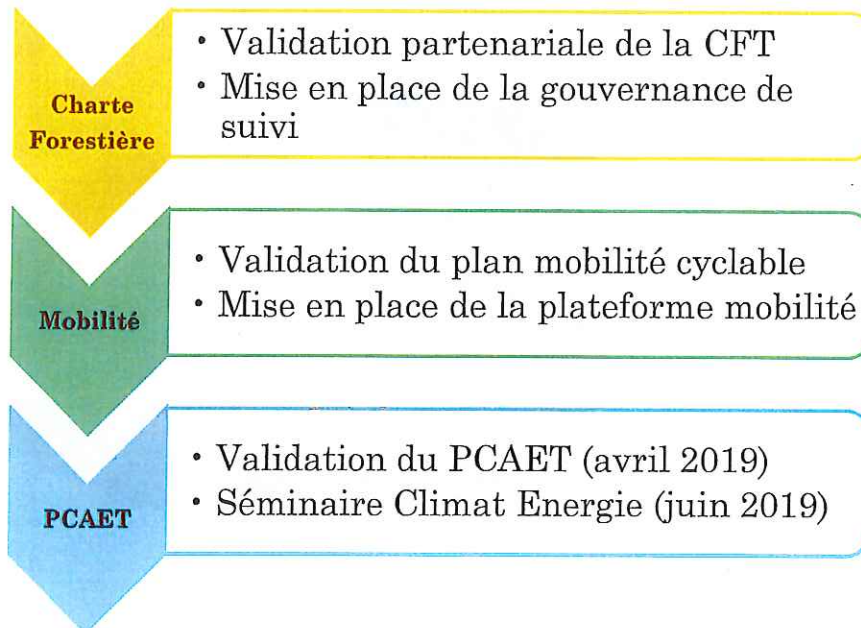 Charte
Forestière
• Validation partenariale de la CFT
• Mise en place de la gouvernance de
suivi
Mobilité
• Validation du plan mobilité cyclable
• Mise en place de la plateforme mobilité
PCAET
• Validation du PCAET (avril 2019)
• Séminaire Climat Energie (juin 2019)